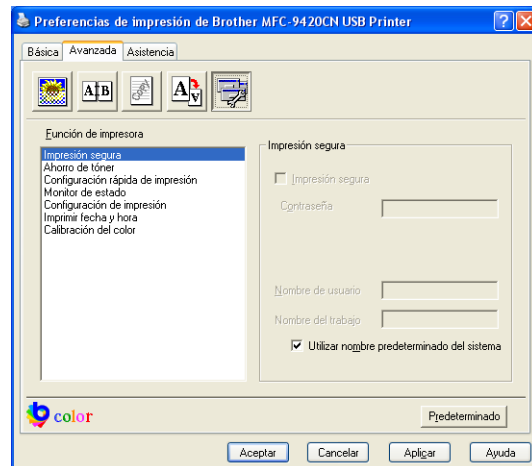 Preferencias de impresión de Brother MFC-9420CN USB Printer
Básica Avanzada Asistencia
A B
A A
Función de impresora
Impresión segura
Ahorro de tóner
Configuración rápida de impresión
Monitor de estado
Configuración de impresión
Imprimir fecha y hora
Calibración del color
Impresión segura
Impresión segura
Contraseña
Nombre de usuario
Nombre del trabajo
Utilizar nombre predeterminado del sistema
color
Predeterminado
Aceptar Cancelar Aplicar Ayuda